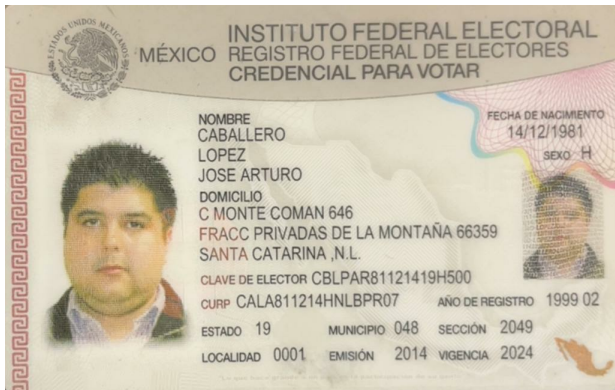 ESTADOS UNIDOS MEXICANOS
MÉXICO
INSTITUTO FEDERAL ELECTORAL
REGISTRO FEDERAL DE ELECTORES
CREDENCIAL PARA VOTAR
NOMBRE
CABALLERO
LOPEZ
JOSE ARTURO
FECHA DE NACIMIENTO
14/12/1981
SEXO H
DOMICILIO
C MONTE COMAN 646
FRACC PRIVADAS DE LA MONTAÑA 66359
SANTA CATARINA ,N.L.
CLAVE DE ELECTOR CBLPAR81121419H500
CURP CALA811214HNLBPR07 AÑO DE REGISTRO 1999 02
ESTADO 19 MUNICIPIO 048 SECCIÓN 2049
LOCALIDAD 0001 EMISIÓN 2014 VIGENCIA 2024